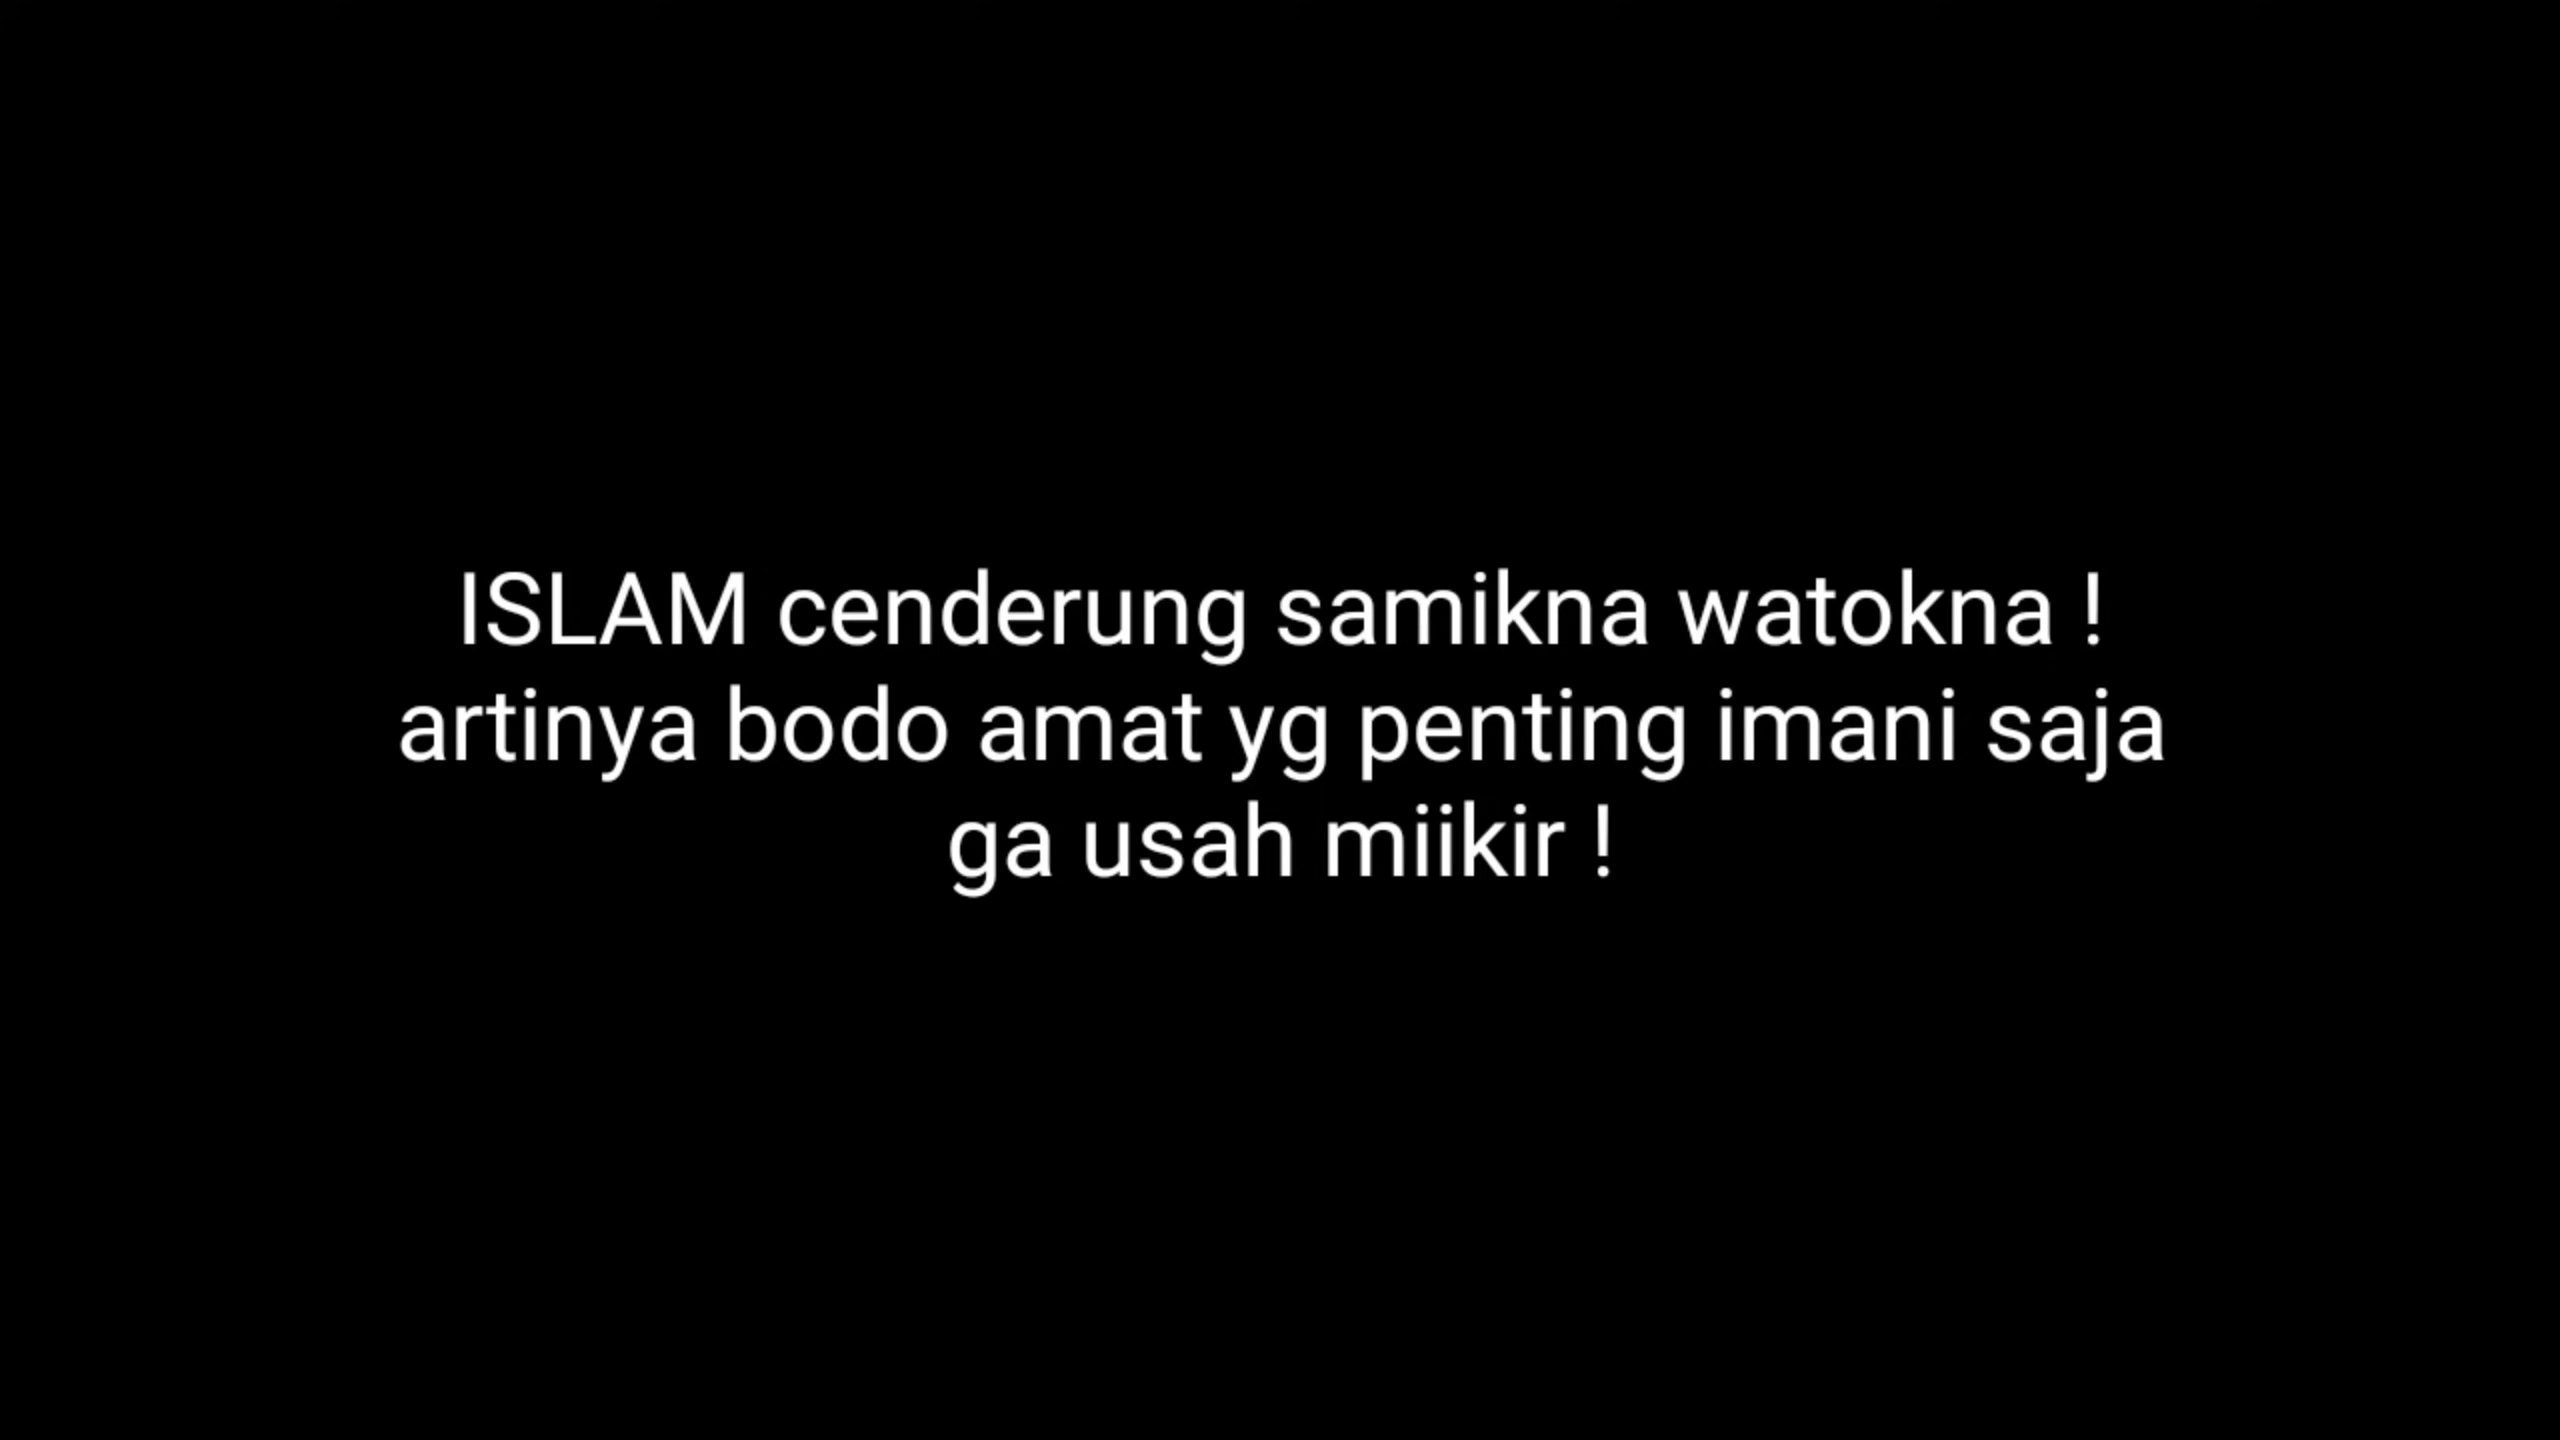 ISLAM cenderung samikna watokna !
artinya bodo amat yg penting imani saja
ga usah miikir !